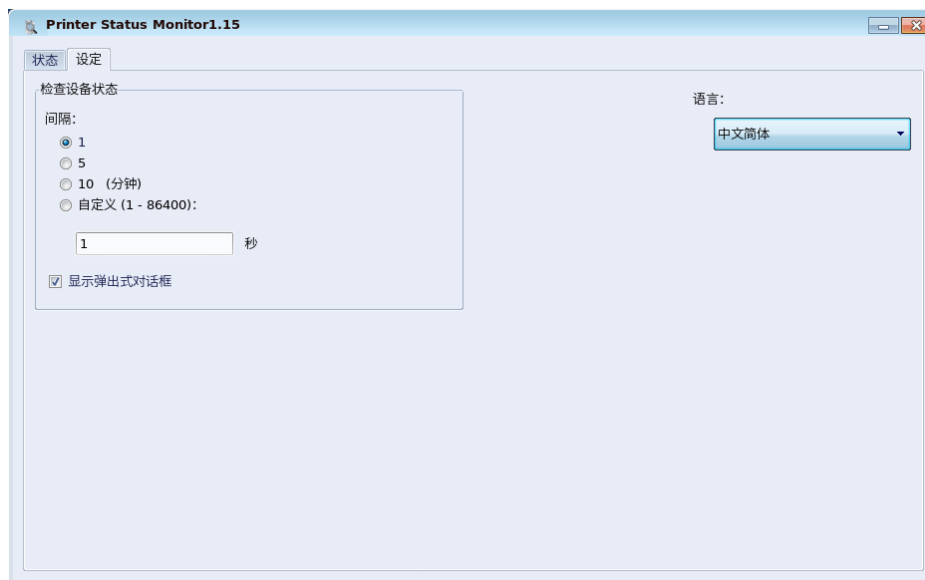 Printer Status Monitor1.15
状态 设定
检查设备状态
间隔:
1
5
10 (分钟)
自定义 (1 - 86400):
1 秒
显示弹出式对话框
语言:
中文简体